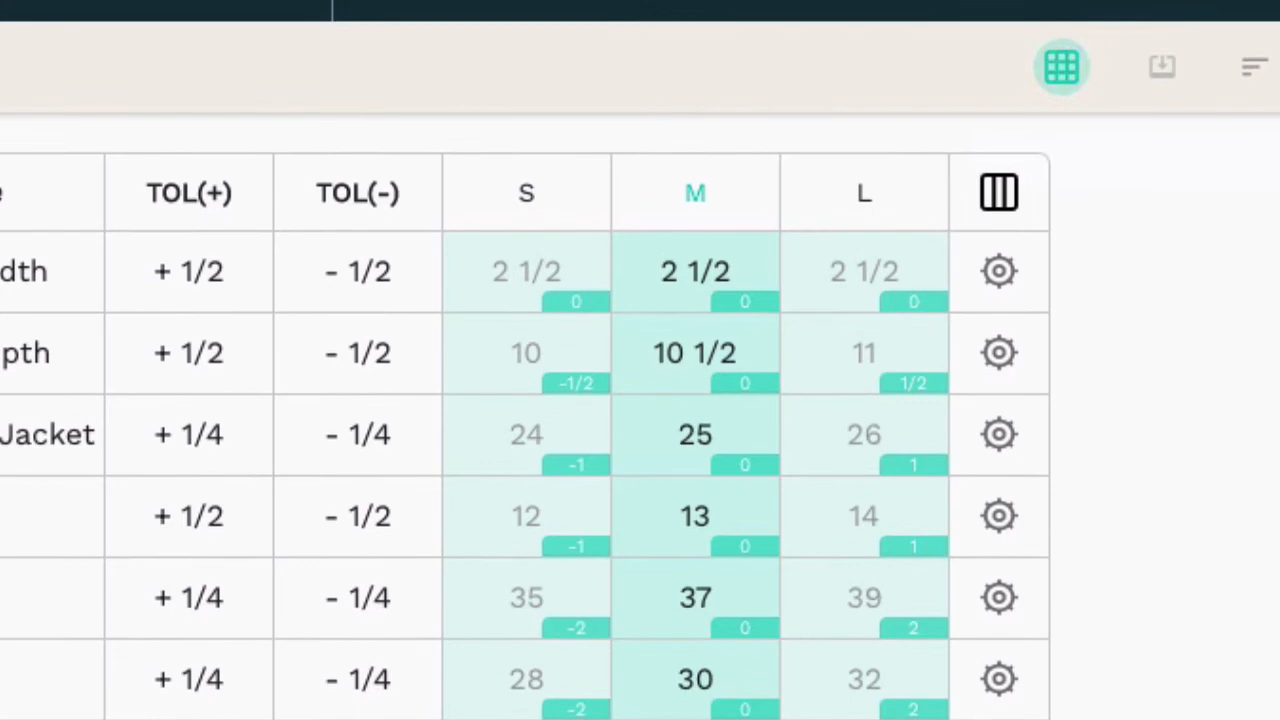 e TOL(+) TOL(-) S M L
dth + 1/2 - 1/2 2 1/2 0 2 1/2 0 2 1/2 0
pth + 1/2 - 1/2 10 -1/2 10 1/2 0 11 1/2
Jacket + 1/4 - 1/4 24 -1 25 0 26 1
+ 1/2 - 1/2 12 -1 13 0 14 1
+ 1/4 - 1/4 35 -2 37 0 39 2
+ 1/4 - 1/4 28 -2 30 0 32 2